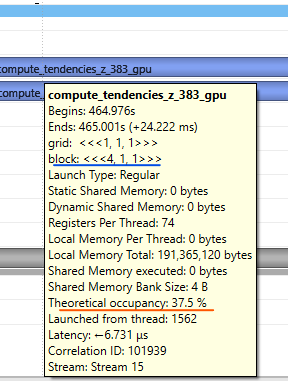 compute_tendencies_z_383_gpu
compute_tendencies_z_383_gpu
Begins: 464.976s
Ends: 465.001s (+24.222 ms)
grid: <<<1, 1, 1>>>
block: <<<4, 1, 1>>>
Launch Type: Regular
Static Shared Memory: 0 bytes
Dynamic Shared Memory: 0 bytes
Registers Per Thread: 74
Local Memory Per Thread: 0 bytes
Local Memory Total: 191,365,120 bytes
Shared Memory executed: 0 bytes
Shared Memory Bank Size: 4 B
Theoretical occupancy: 37.5 %
Launched from thread: 1562
Latency: ←6.731 μs
Correlation ID: 101939
Stream: Stream 15